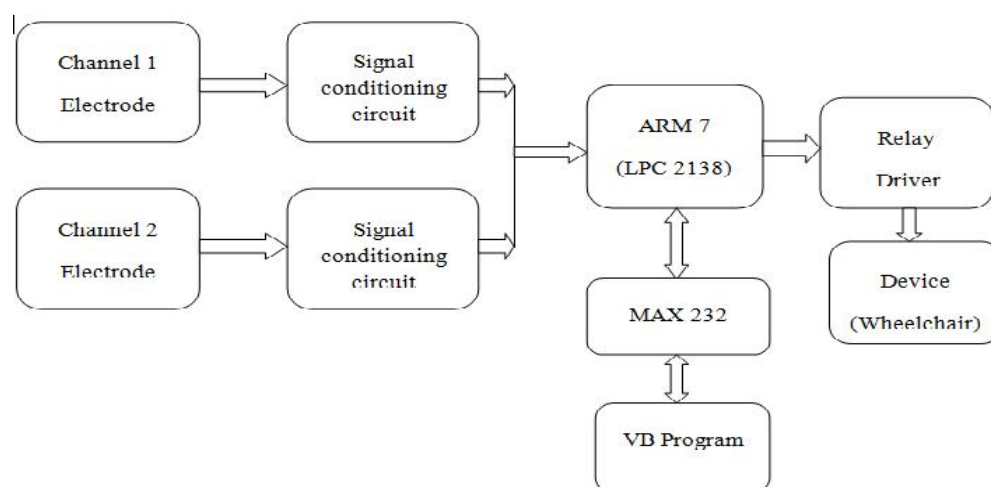 Channel 1
Electrode
Signal
conditioning
circuit
ARM 7
(LPC 2138)
Relay
Driver
Channel 2
Electrode
Signal
conditioning
circuit
Device
(Wheelchair)
MAX 232
VB Program